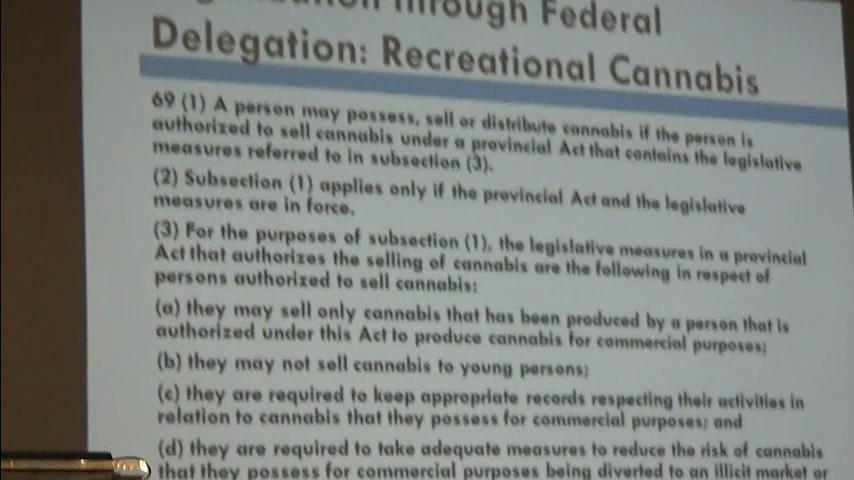 through Federal
Delegation: Recreational Cannabis
69 (1) A person may possess, sell or distribute cannabis if the person is
authorized to sell cannabis under a provincial Act that contains the legislative
measures referred to in subsection (3).
(2) Subsection (1) applies only if the provincial Act and the legislative
measures are in force.
(3) For the purposes of subsection (1), the legislative measures in a provincial
Act that authorizes the selling of cannabis are the following in respect of
persons authorized to sell cannabis:
(a) they may sell only cannabis that has been produced by a person that is
authorized under this Act to produce cannabis for commercial purposes;
(b) they may not sell cannabis to young persons;
(c) they are required to keep appropriate records respecting their activities in
relation to cannabis that they possess for commercial purposes; and
(d) they are required to take adequate measures to reduce the risk of cannabis
that they possess for commercial purposes being diverted to an illicit market or